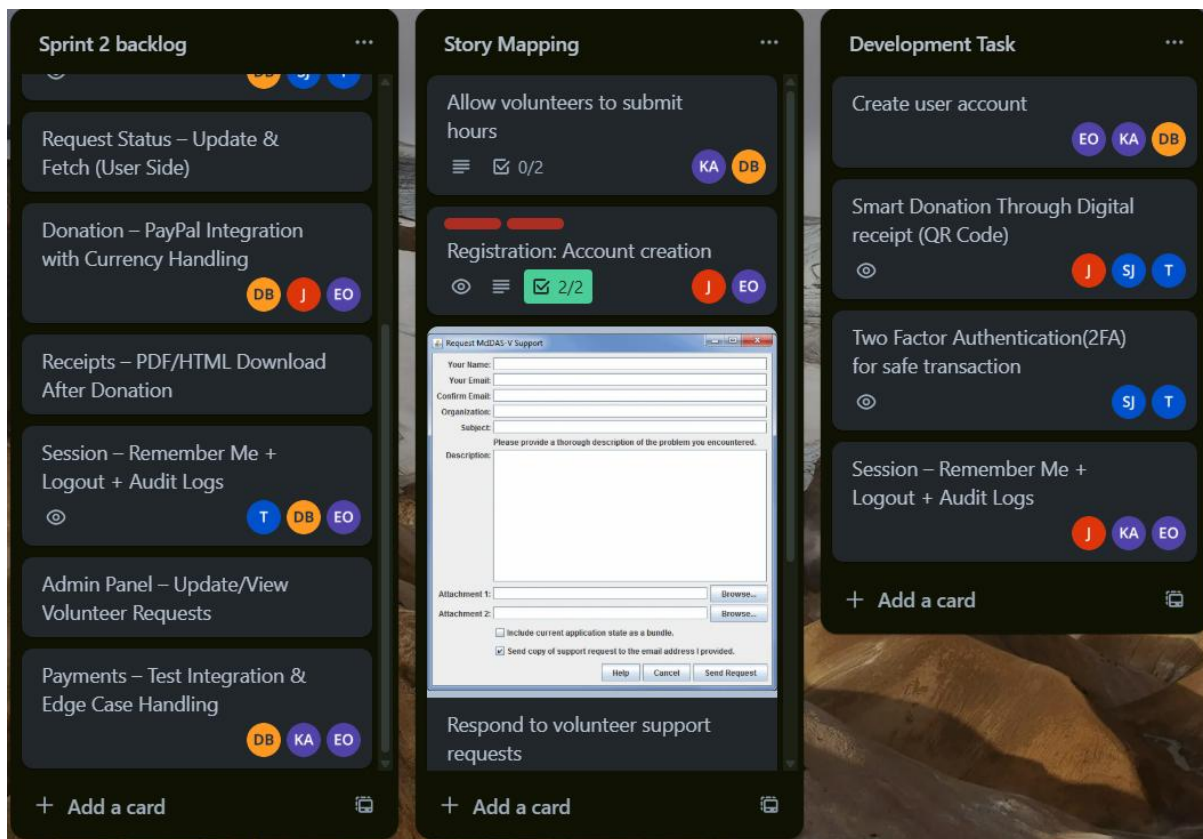 Sprint 2 backlog
DB SJ T
Request Status – Update &
Fetch (User Side)
Donation – PayPal Integration
with Currency Handling
DB J EO
Receipts – PDF/HTML Download
After Donation
Session – Remember Me +
Logout + Audit Logs
T DB EO
Admin Panel – Update/View
Volunteer Requests
Payments – Test Integration &
Edge Case Handling
DB KA EO
+ Add a card
Story Mapping
Allow volunteers to submit
hours
0/2 KA DB
Registration: Account creation
2/2 J EO
Request McIDAS-V Support
Your Name:
Your Email:
Confirm Email:
Organization:
Subject:
Please provide a thorough description of the problem you encountered.
Description:
Attachment 1: Browse...
Attachment 2: Browse...
Include current application state as a bundle.
Send copy of support request to the email address I provided.
Help Cancel Send Request
Respond to volunteer support
requests
+ Add a card
Development Task
Create user account
EO KA DB
Smart Donation Through Digital
receipt (QR Code)
J SJ T
Two Factor Authentication(2FA)
for safe transaction
SJ T
Session – Remember Me +
Logout + Audit Logs
J KA EO
+ Add a card